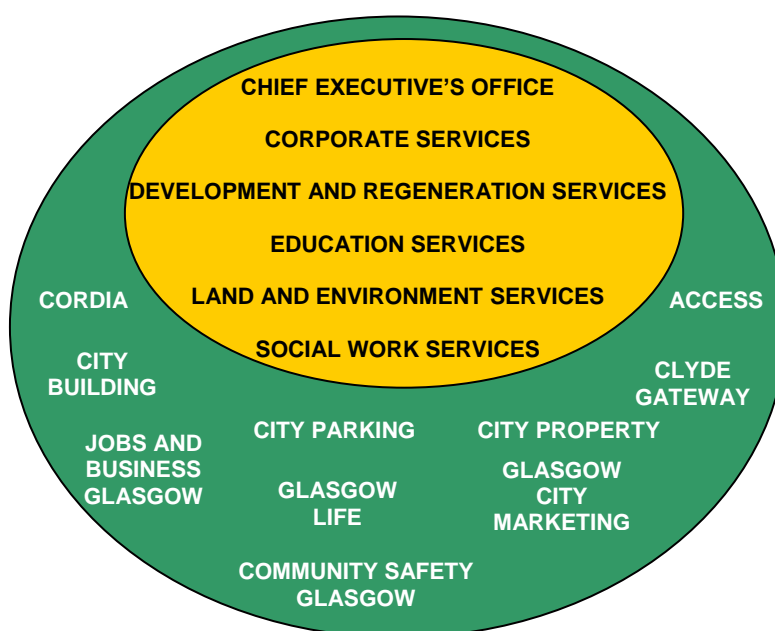 CHIEF EXECUTIVE'S OFFICE
CORPORATE SERVICES
DEVELOPMENT AND REGENERATION SERVICES
EDUCATION SERVICES
LAND AND ENVIRONMENT SERVICES
SOCIAL WORK SERVICES
CORDIA
ACCESS
CITY
BUILDING
CLYDE
GATEWAY
JOBS AND
BUSINESS
GLASGOW
CITY PARKING
CITY PROPERTY
GLASGOW
LIFE
GLASGOW
CITY
MARKETING
COMMUNITY SAFETY
GLASGOW